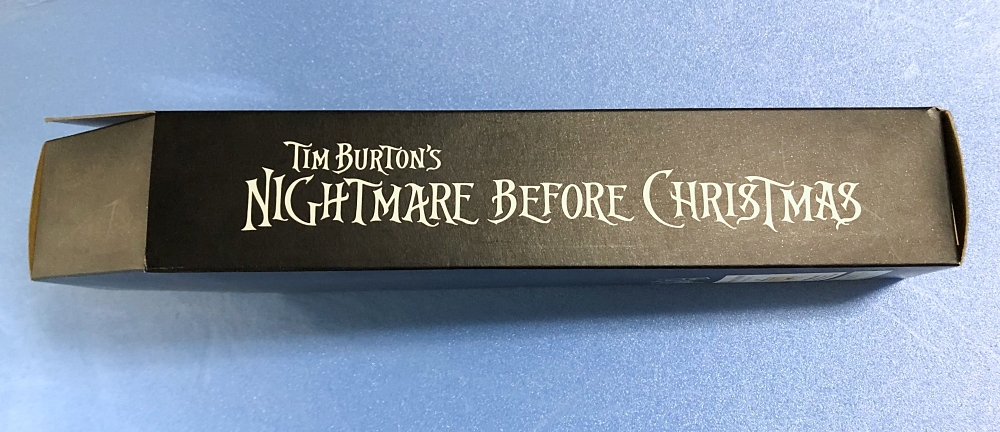 TIM BURTON'S
NIGHTMARE BEFORE CHRISTMAS